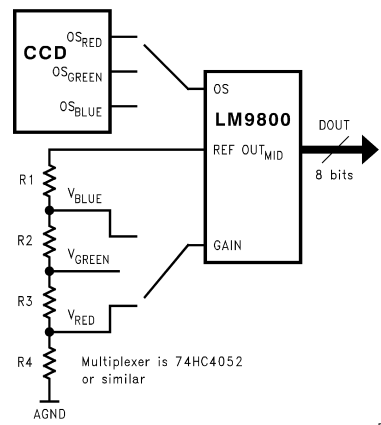 CCD
OSRED
OSGREEN
OSBLUE
OS
LM9800
DOUT
8 bits
REF OUTMID
GAIN
R1
VBLUE
R2
VGREEN
R3
VRED
R4
Multiplexer is 74HC4052
or similar
AGND